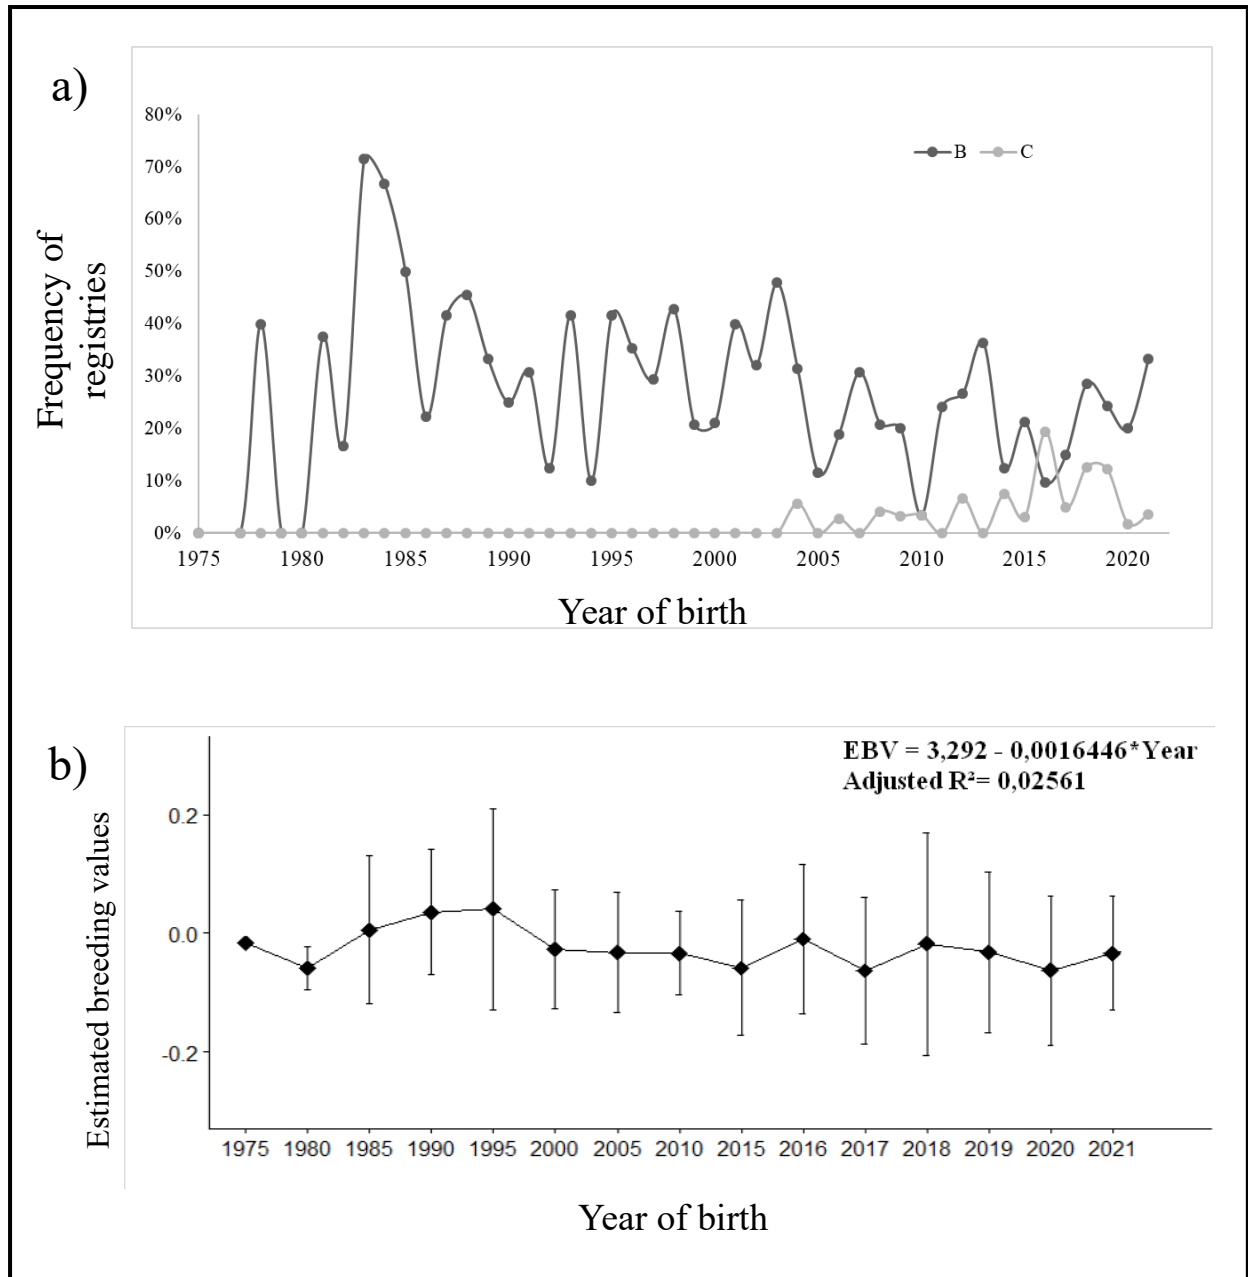 a)
80%
70%
60%
50%
40%
30%
20%
10%
0%
B C
Frequency of
registries
1975 1980 1985 1990 1995 2000 2005 2010 2015 2020
Year of birth
b)
EBV = 3,292 - 0,0016446*Year
Adjusted R²= 0,02561
0.2
0.0
-0.2
Estimated breeding values
1975 1980 1985 1990 1995 2000 2005 2010 2015 2016 2017 2018 2019 2020 2021
Year of birth